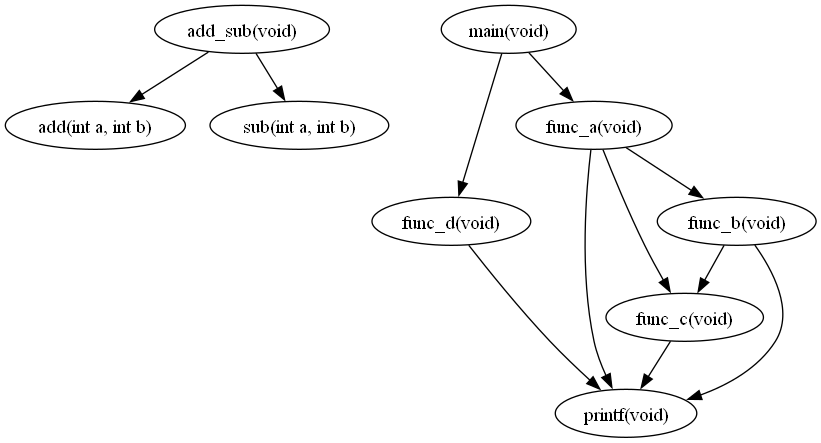 add_sub(void)
main(void)
add(int a, int b)
sub(int a, int b)
func_a(void)
func_d(void)
func_b(void)
func_c(void)
printf(void)